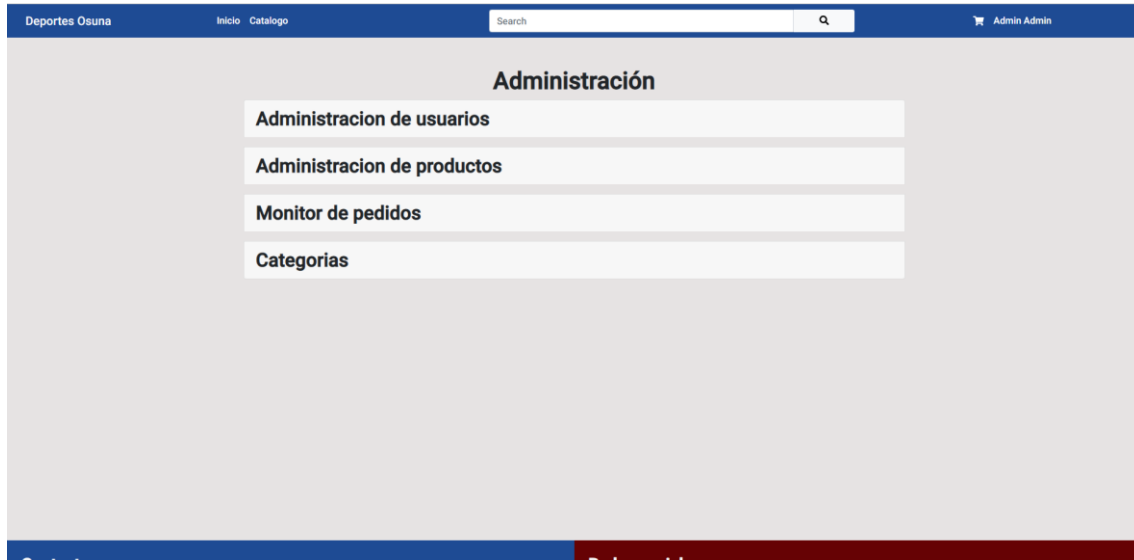 Deportes Osuna
Inicio Catalogo
Search
Admin Admin
Administración
Administracion de usuarios
Administracion de productos
Monitor de pedidos
Categorias